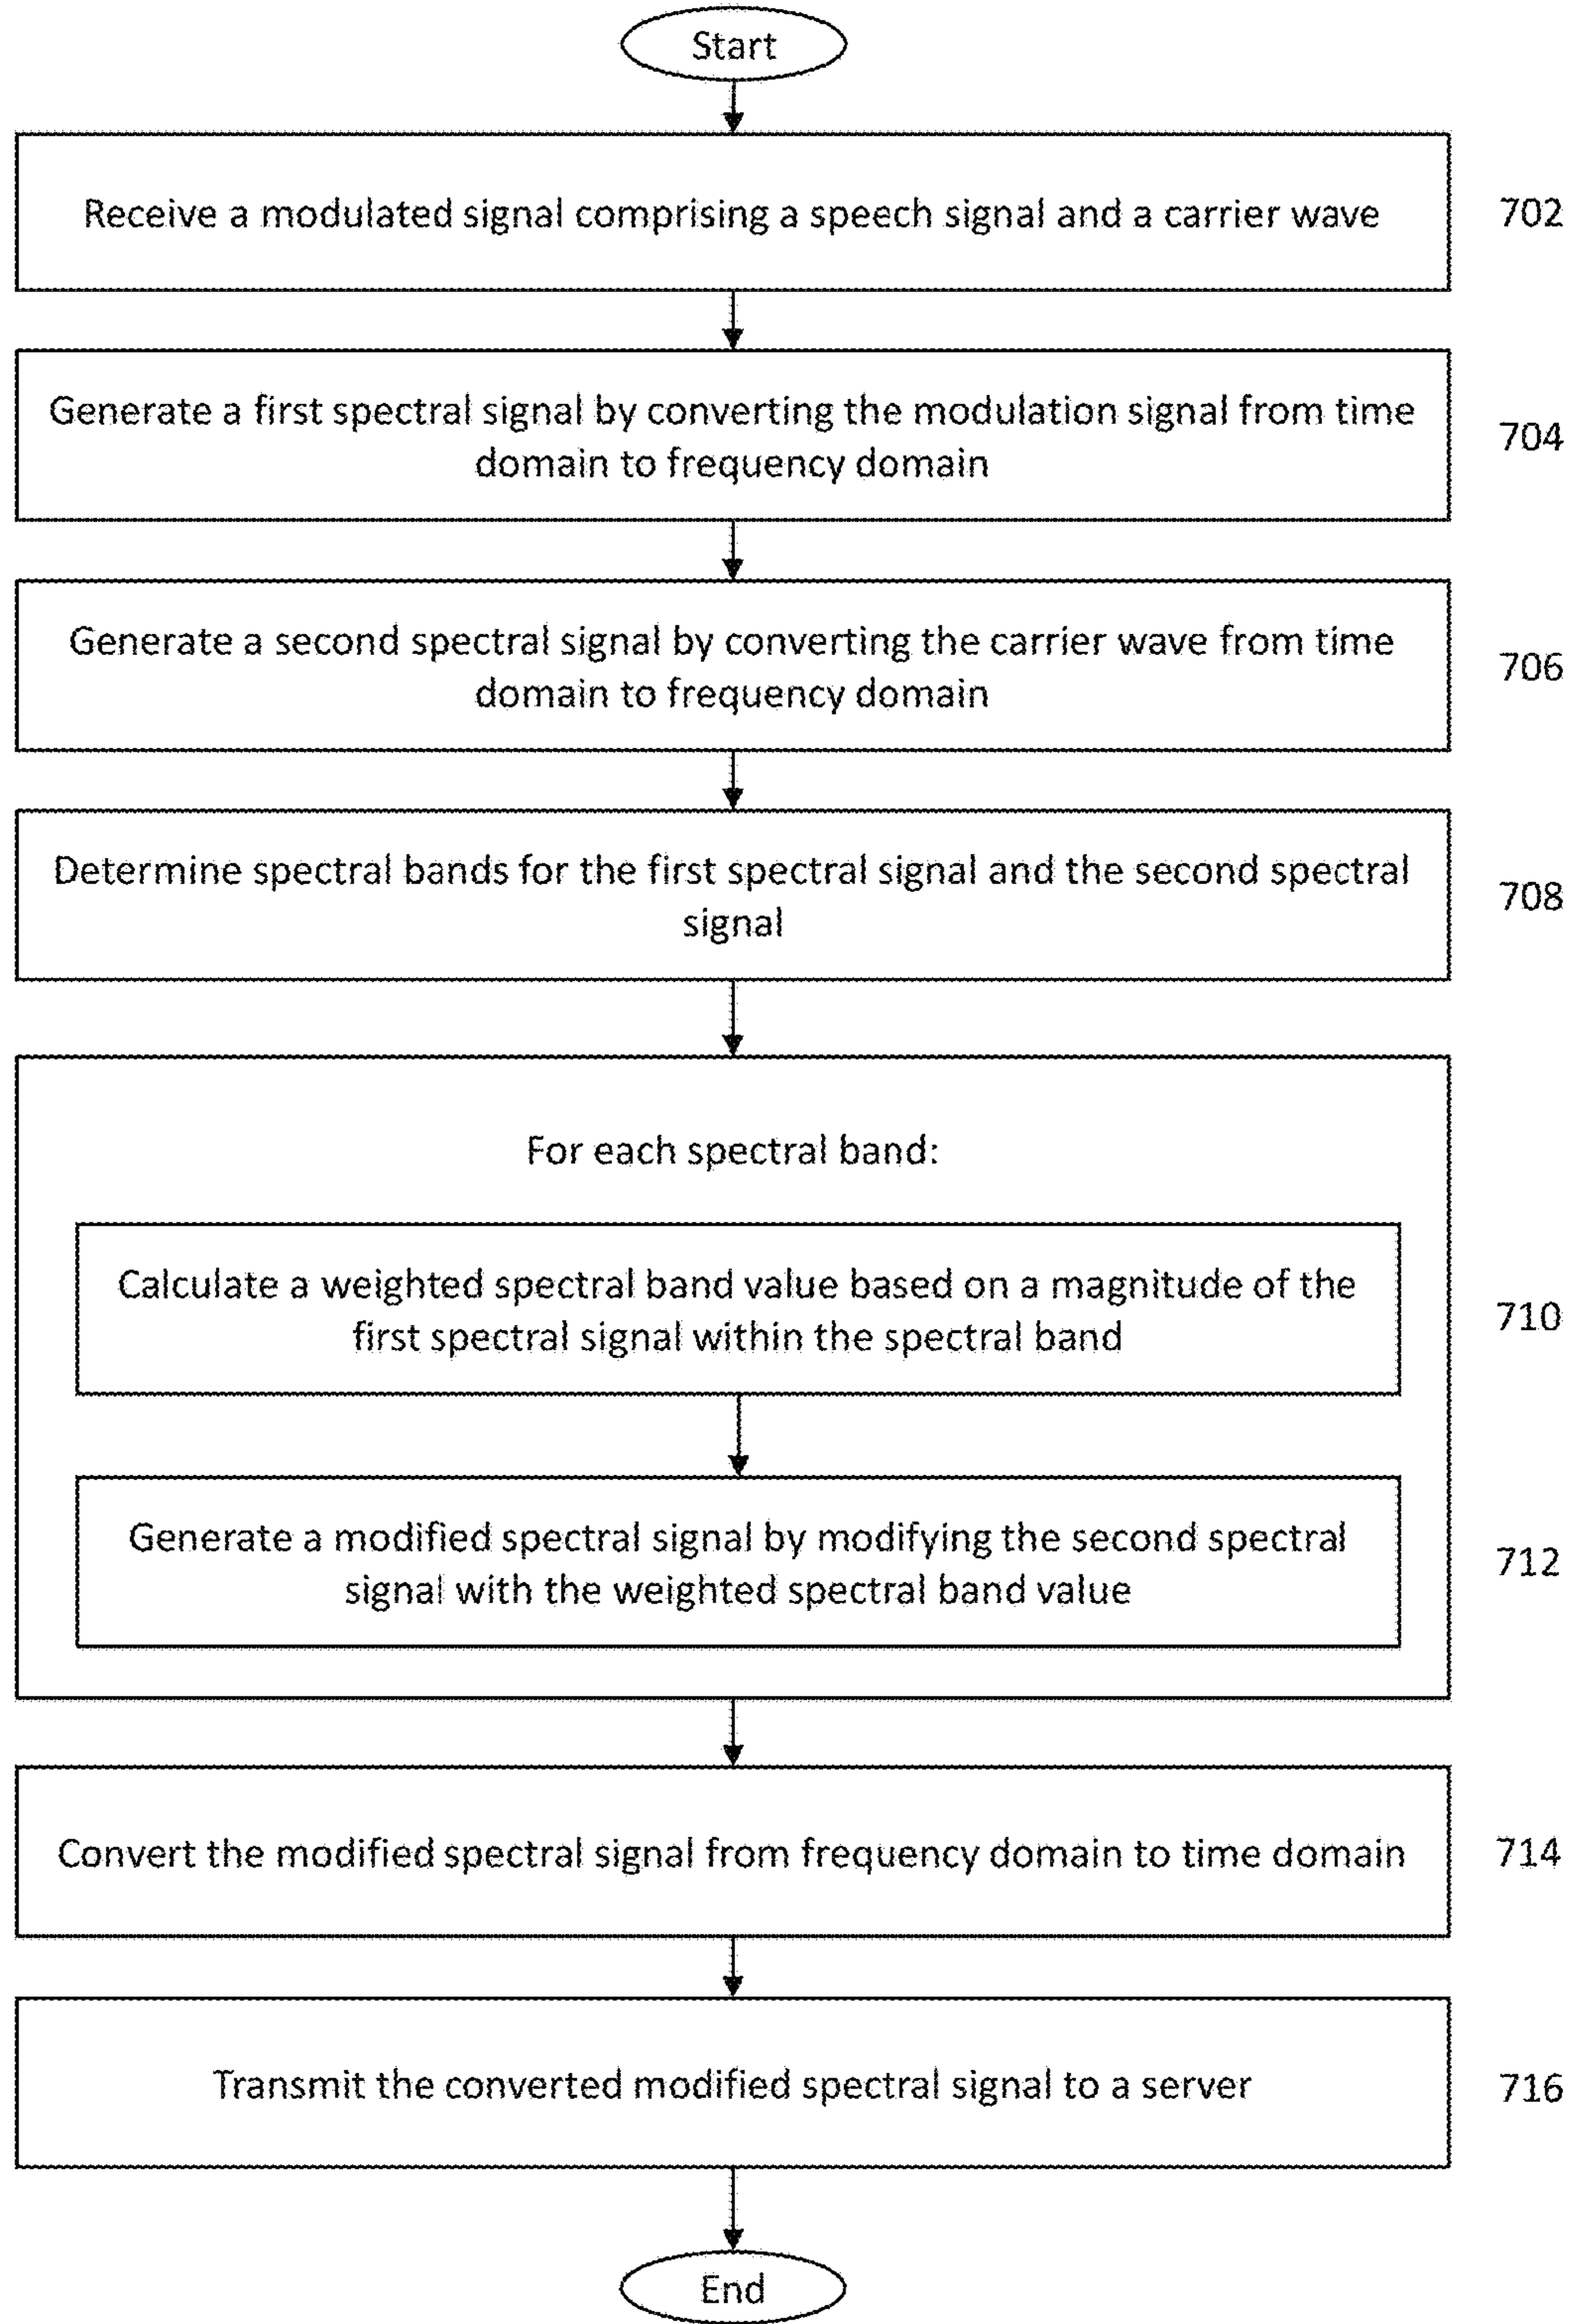 Start
Receive a modulated signal comprising a speech signal and a carrier wave
702
Generate a first spectral signal by converting the modulation signal from time
domain to frequency domain
704
Generate a second spectral signal by converting the carrier wave from time
domain to frequency domain
706
Determine spectral bands for the first spectral signal and the second spectral
signal
708
For each spectral band:
Calculate a weighted spectral band value based on a magnitude of the
first spectral signal within the spectral band
710
Generate a modified spectral signal by modifying the second spectral
signal with the weighted spectral band value
712
Convert the modified spectral signal from frequency domain to time domain
714
Transmit the converted modified spectral signal to a server
716
End